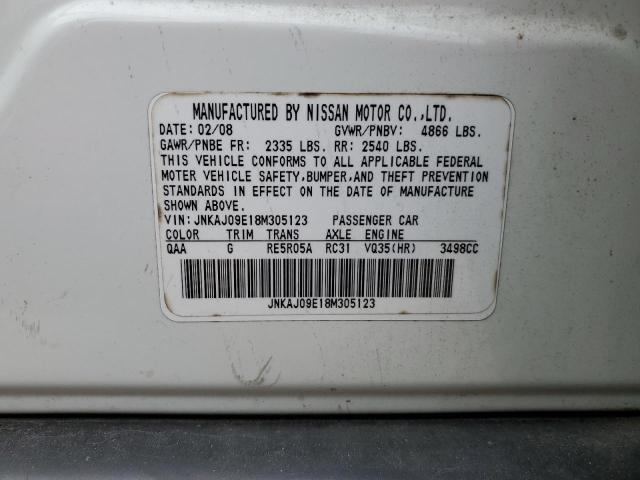 MANUFACTURED BY NISSAN MOTOR CO.,LTD.
DATE: 02/08 GVWR/PNBV: 4866 LBS.
GAWR/PNBE FR: 2335 LBS. RR: 2540 LBS.
THIS VEHICLE CONFORMS TO ALL APPLICABLE FEDERAL
MOTOR VEHICLE SAFETY,BUMPER,AND THEFT PREVENTION
STANDARDS IN EFFECT ON THE DATE OF MANUFACTURE
SHOWN ABOVE.
VIN: JNKAJ09E18M305123 PASSENGER CAR
COLOR TRIM TRANS AXLE ENGINE
QAA G RE5R05A RC31 VQ35(HR) 3498CC
JNKAJ09E18M305123